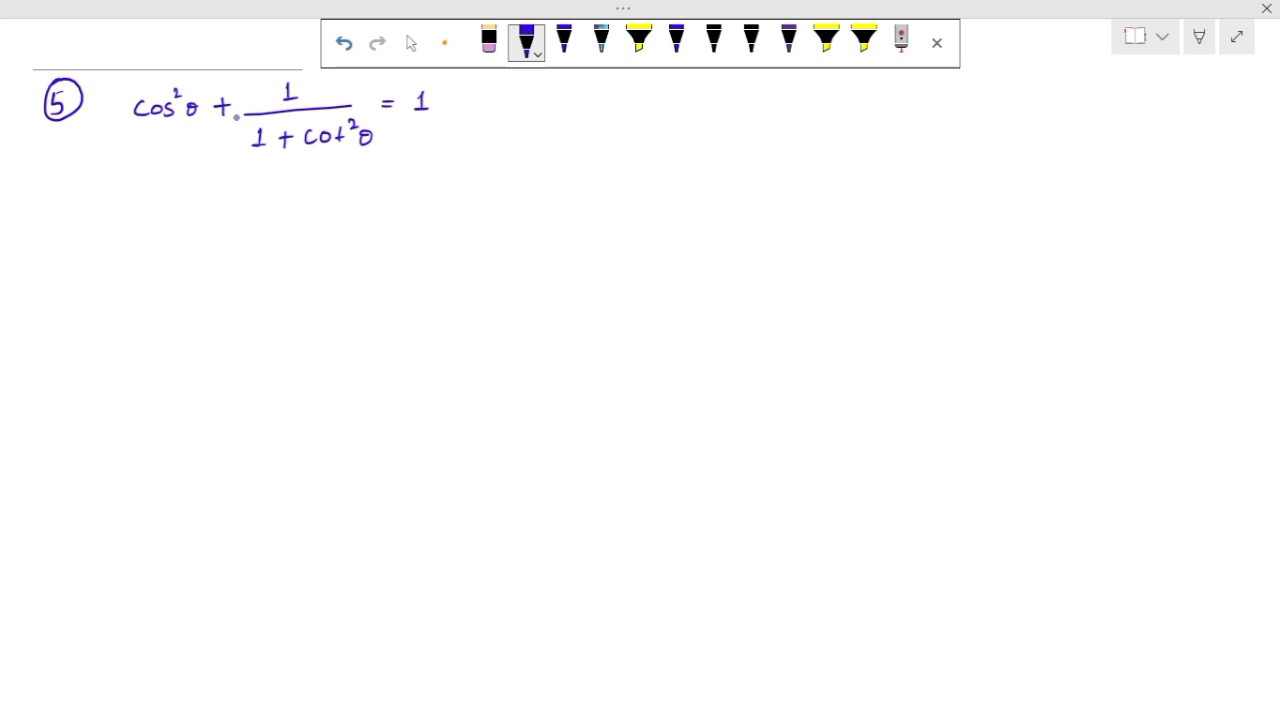 ⑤ cos²θ + 1/(1 + cot²θ) = 1